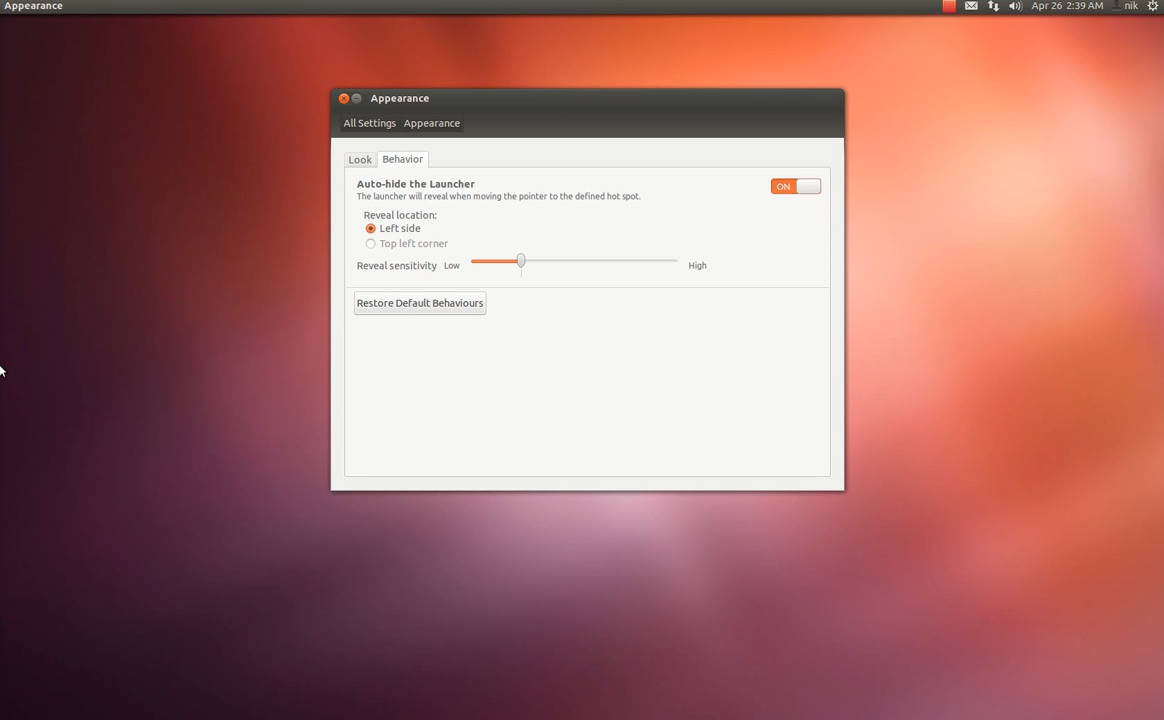 Appearance
Apr 26 2:39 AM nik
Appearance
All Settings Appearance
Look Behavior
Auto-hide the Launcher
ON
The launcher will reveal when moving the pointer to the defined hot spot.
Reveal location:
Left side
Top left corner
Reveal sensitivity Low High
Restore Default Behaviours